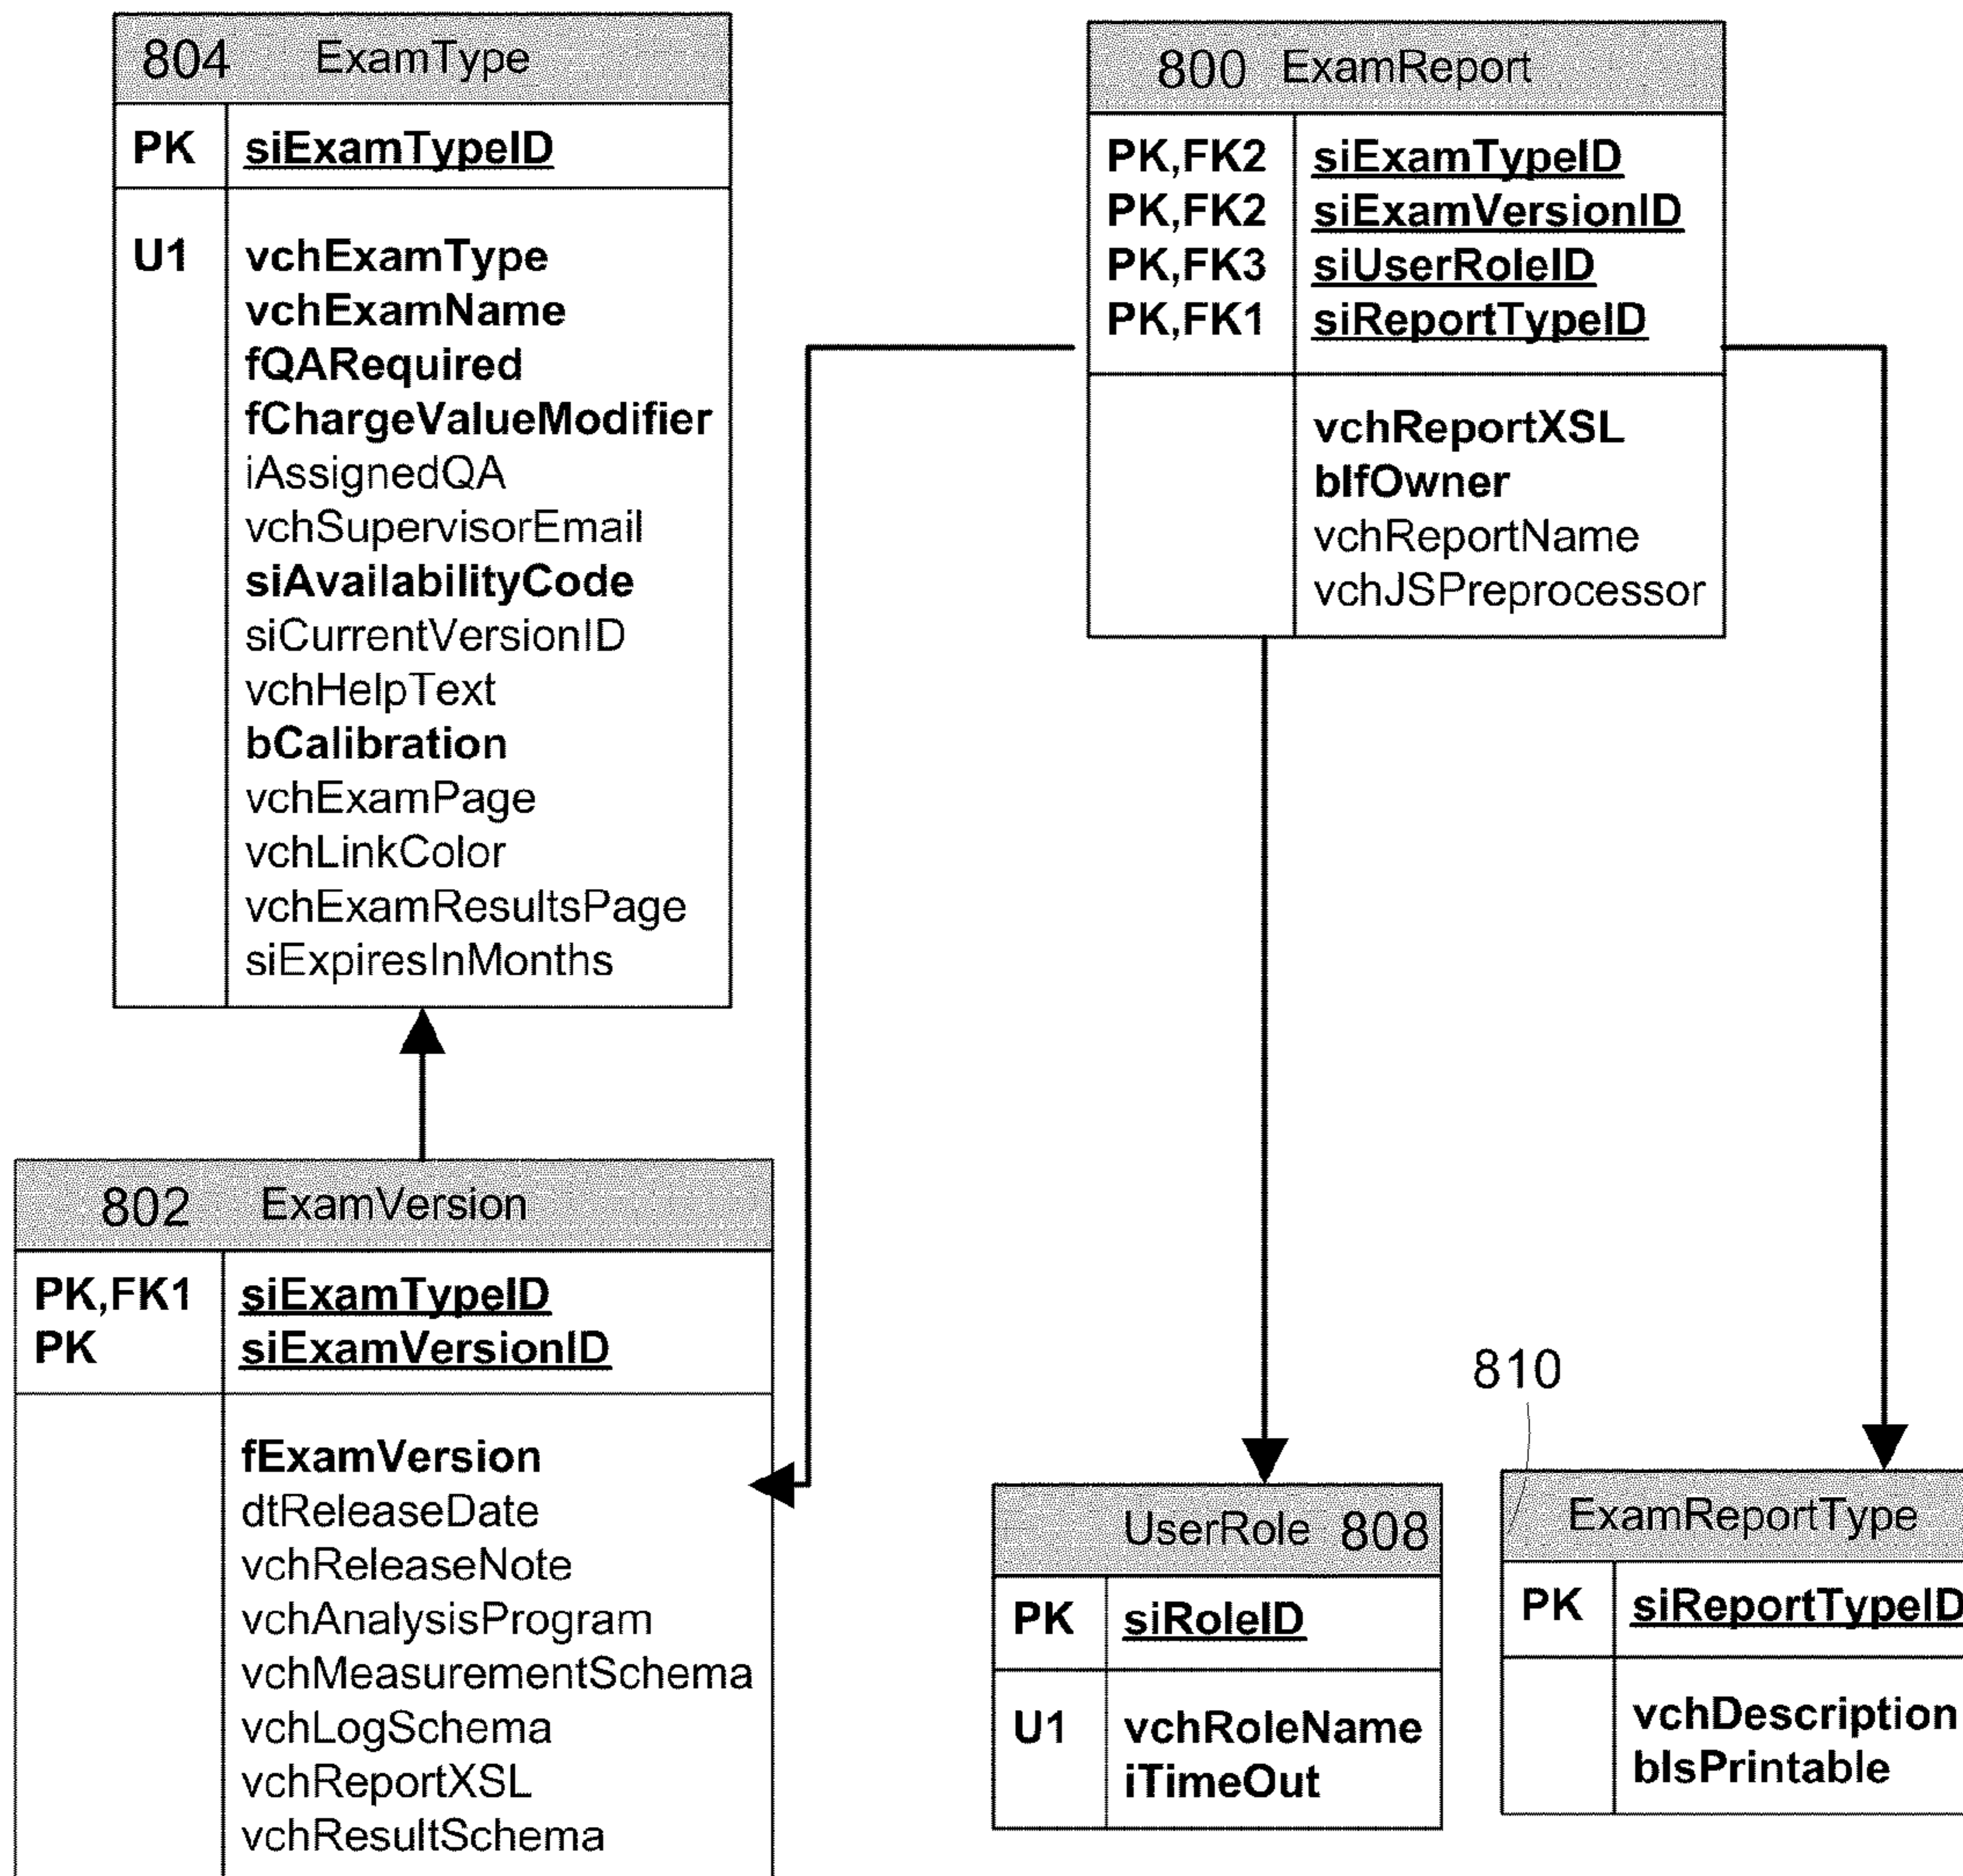 804 ExamType
PK siExamTypeID
U1 vchExamType
vchExamName
fQARequired
fChargeValueModifier
iAssignedQA
vchSupervisorEmail
siAvailabilityCode
siCurrentVersionID
vchHelpText
bCalibration
vchExamPage
vchLinkColor
vchExamResultsPage
siExpiresInMonths
800 ExamReport
PK,FK2 siExamTypeID
PK,FK2 siExamVersionID
PK,FK3 siUserRoleID
PK,FK1 siReportTypeID
vchReportXSL
bIfOwner
vchReportName
vchJSPreprocessor
802 ExamVersion
PK,FK1 siExamTypeID
PK siExamVersionID
fExamVersion
dtReleaseDate
vchReleaseNote
vchAnalysisProgram
vchMeasurementSchema
vchLogSchema
vchReportXSL
vchResultSchema
UserRole 808
PK siRoleID
U1 vchRoleName
iTimeOut
810
ExamReportType
PK siReportTypeID
vchDescription
bIsPrintable